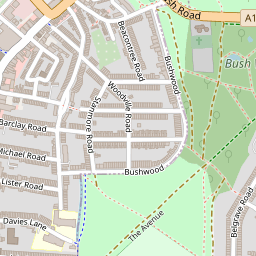 sh Road
A1
Beacontree Road
Bushwood
Bush
Woodville Road
Stanmore Road
Barclay Road
Michael Road
Bushwood
Lister Road
Davies Lane
The Avenue
Belgrave Road